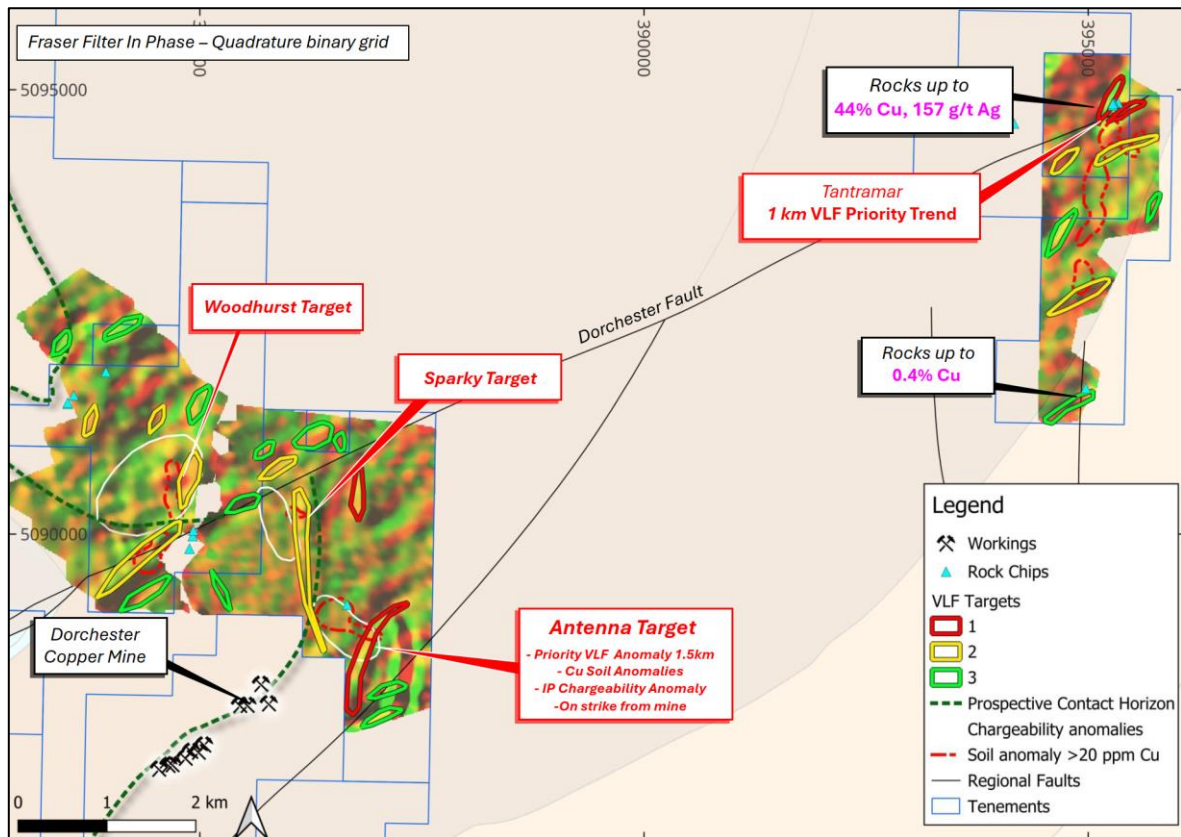 Fraser Filter In Phase – Quadrature binary grid
390000
395000
5095000
Rocks up to
44% Cu, 157 g/t Ag
Tantramar
1 km VLF Priority Trend
Dorchester Fault
Woodhurst Target
Sparky Target
Rocks up to
0.4% Cu
5090000
Antenna Target
- Priority VLF Anomaly 1.5km
- Cu Soil Anomalies
- IP Chargeability Anomaly
-On strike from mine
Dorchester
Copper Mine
0 1 2 km
Legend
Workings
Rock Chips
VLF Targets
1
2
3
Prospective Contact Horizon
Chargeability anomalies
Soil anomaly >20 ppm Cu
Regional Faults
Tenements